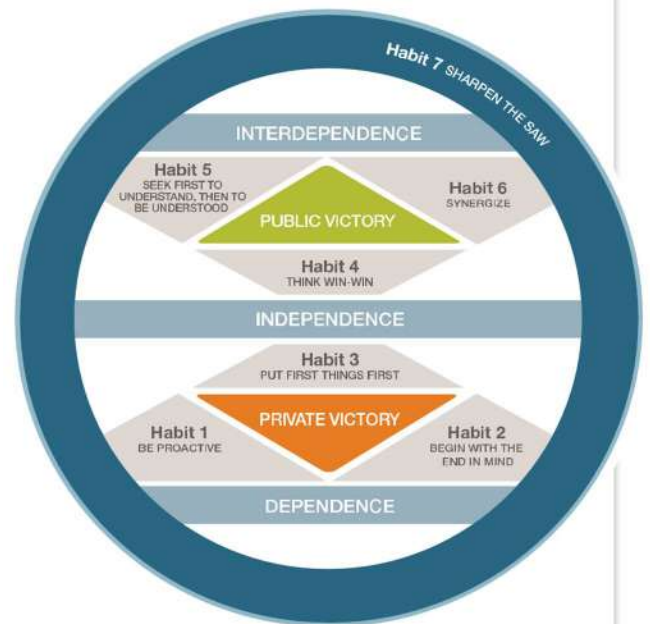 Habit 7 SHARPEN THE SAW
INTERDEPENDENCE
Habit 5
SEEK FIRST TO
UNDERSTAND, THEN TO
BE UNDERSTOOD
PUBLIC VICTORY
Habit 6
SYNERGIZE
Habit 4
THINK WIN-WIN
INDEPENDENCE
Habit 3
PUT FIRST THINGS FIRST
PRIVATE VICTORY
Habit 1
BE PROACTIVE
Habit 2
BEGIN WITH THE
END IN MIND
DEPENDENCE